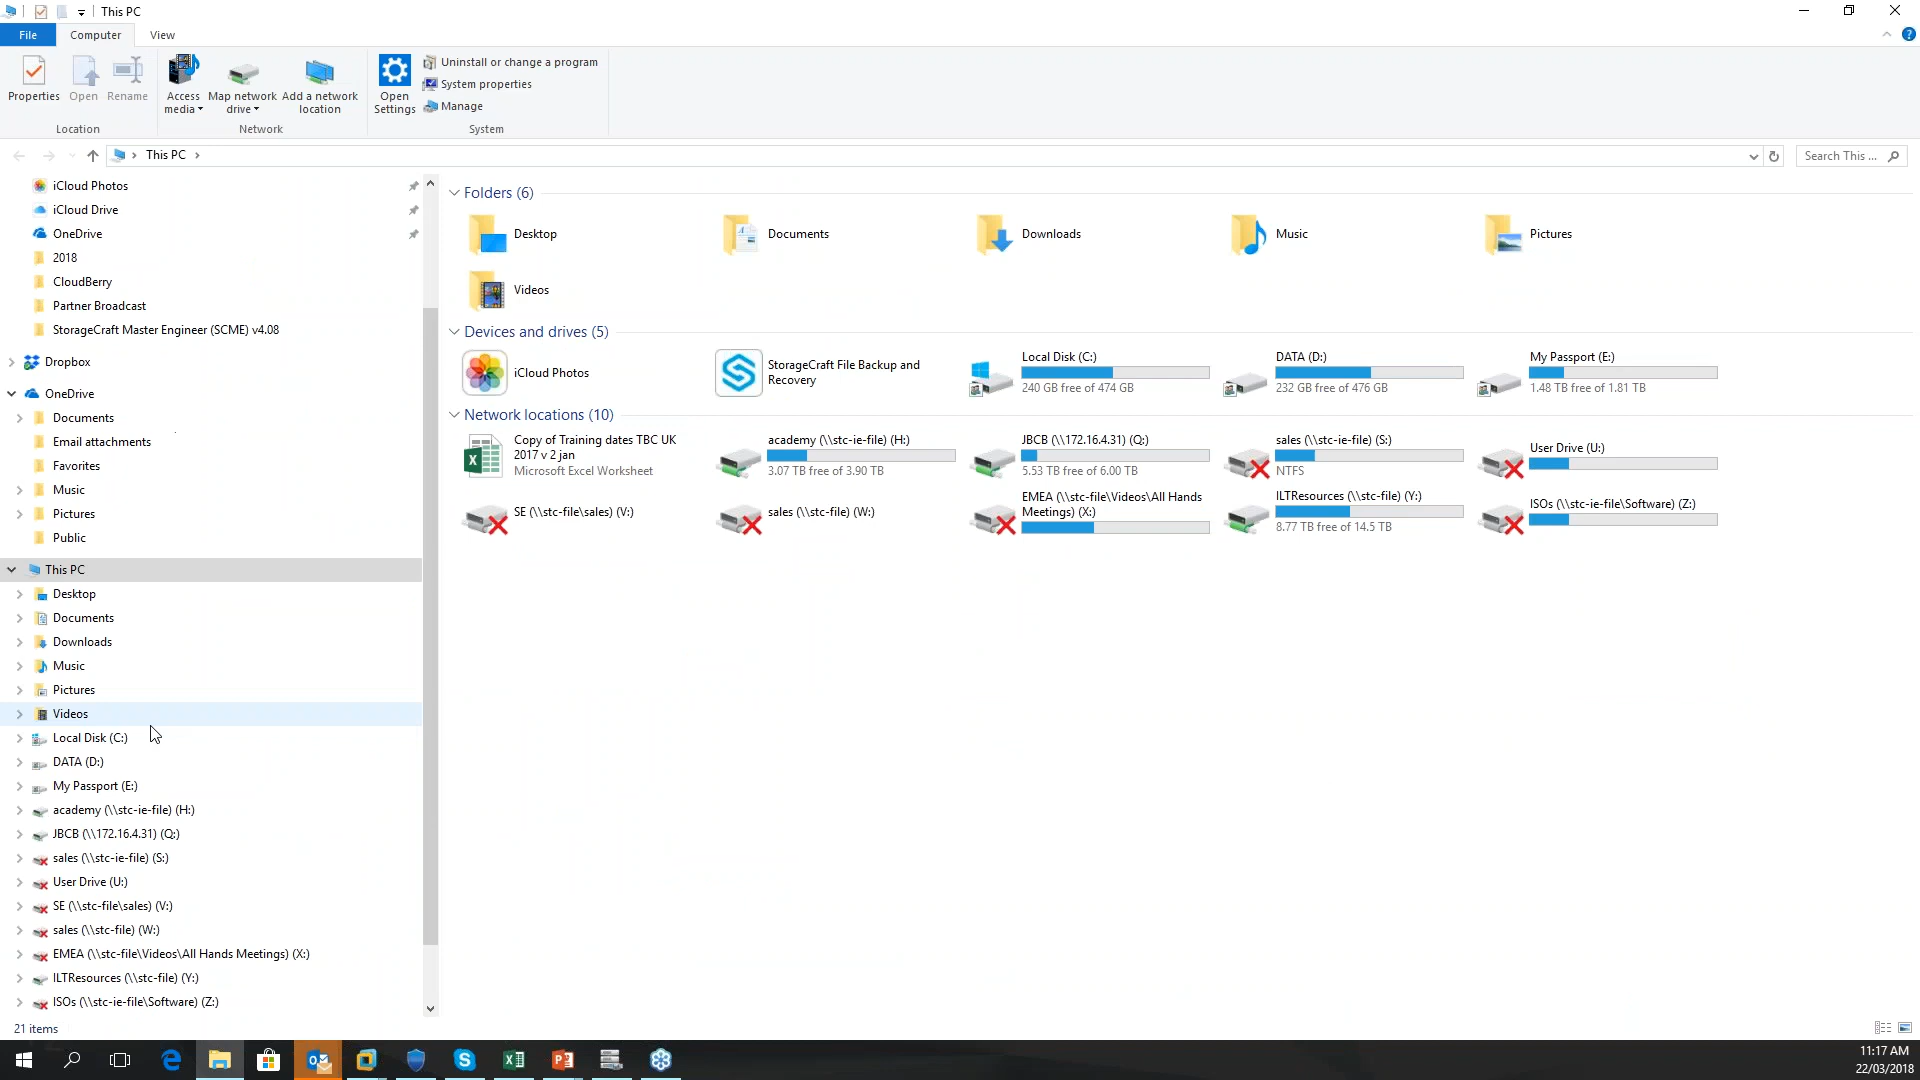 This PC
File
Computer
View
Properties
Open
Rename
Access
media
Map network
drive
Add a network
location
Open
Settings
Uninstall or change a program
System properties
Manage
Location
Network
System
This PC
Search This ...
iCloud Photos
iCloud Drive
OneDrive
2018
CloudBerry
Partner Broadcast
StorageCraft Master Engineer (SCME) v4.08
Dropbox
OneDrive
Documents
Email attachments
Favorites
Music
Pictures
Public
This PC
Desktop
Documents
Downloads
Music
Pictures
Videos
Local Disk (C:)
DATA (D:)
My Passport (E:)
academy (\\stc-ie-file) (H:)
JBCB (\\172.16.4.31) (Q:)
sales (\\stc-ie-file) (S:)
User Drive (U:)
SE (\\stc-file\sales) (V:)
sales (\\stc-file) (W:)
EMEA (\\stc-file\Videos\All Hands Meetings) (X:)
ILTResources (\\stc-file) (Y:)
ISOs (\\stc-ie-file\Software) (Z:)
Folders (6)
Desktop
Documents
Downloads
Music
Pictures
Videos
Devices and drives (5)
iCloud Photos
StorageCraft File Backup and
Recovery
Local Disk (C:)
240 GB free of 474 GB
DATA (D:)
232 GB free of 476 GB
My Passport (E:)
1.48 TB free of 1.81 TB
Network locations (10)
Copy of Training dates TBC UK
2017 v 2 jan
Microsoft Excel Worksheet
academy (\\stc-ie-file) (H:)
3.07 TB free of 3.90 TB
JBCB (\\172.16.4.31) (Q:)
5.53 TB free of 6.00 TB
sales (\\stc-ie-file) (S:)
NTFS
User Drive (U:)
SE (\\stc-file\sales) (V:)
sales (\\stc-file) (W:)
EMEA (\\stc-file\Videos\All Hands
Meetings) (X:)
ILTResources (\\stc-file) (Y:)
8.77 TB free of 14.5 TB
ISOs (\\stc-ie-file\Software) (Z:)
21 items
11:17 AM
22/03/2018